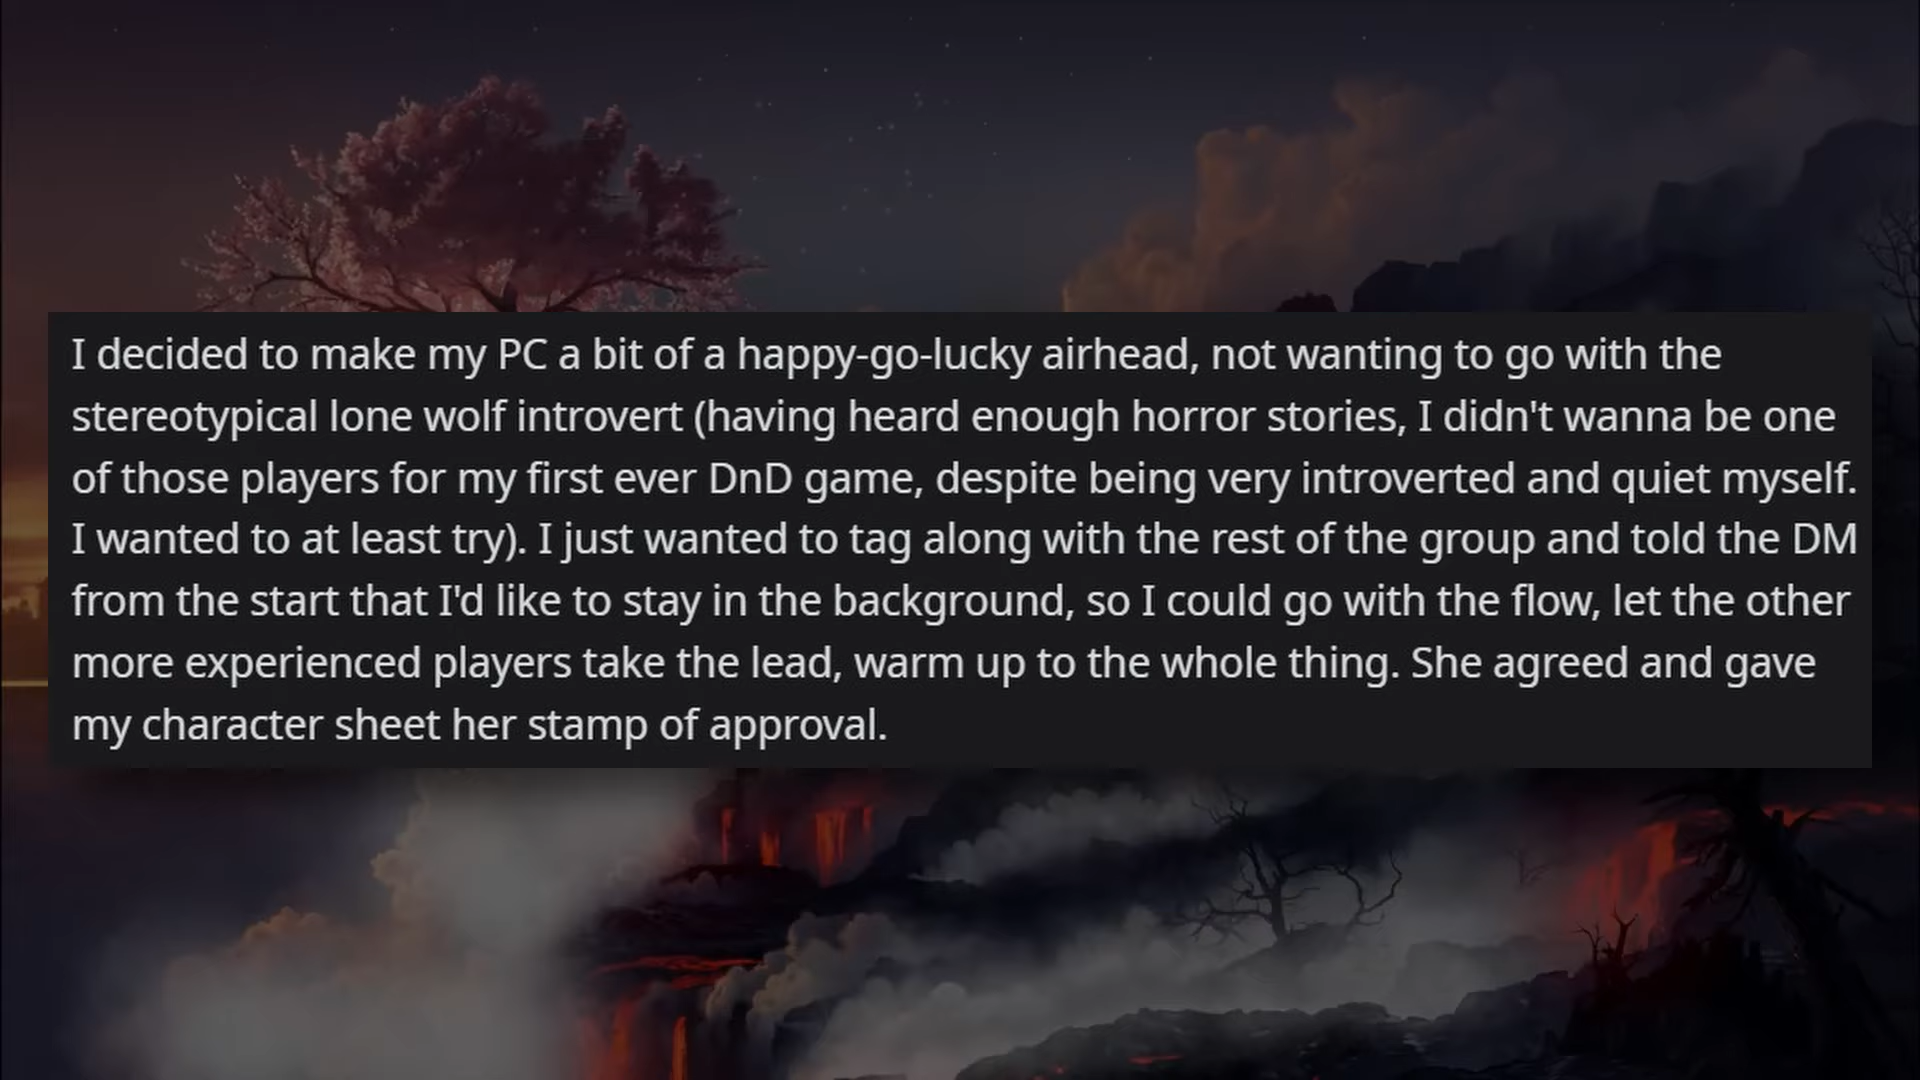 I decided to make my PC a bit of a happy-go-lucky airhead, not wanting to go with the
stereotypical lone wolf introvert (having heard enough horror stories, I didn't wanna be one
of those players for my first ever DnD game, despite being very introverted and quiet myself.
I wanted to at least try). I just wanted to tag along with the rest of the group and told the DM
from the start that I'd like to stay in the background, so I could go with the flow, let the other
more experienced players take the lead, warm up to the whole thing. She agreed and gave
my character sheet her stamp of approval.